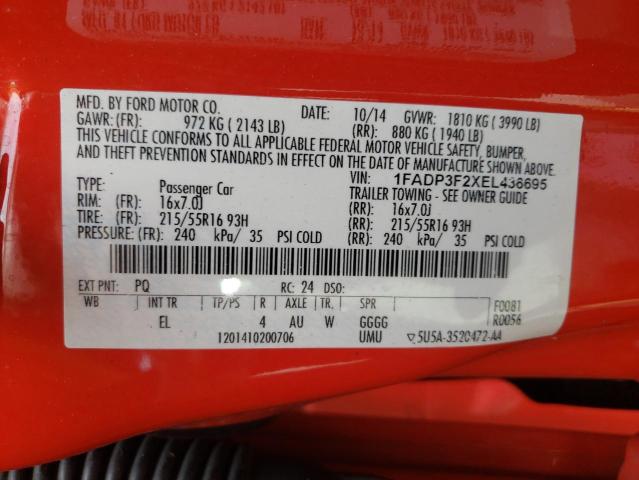 MFD. BY FORD MOTOR CO.
DATE: 10/14 GVWR: 1810 KG ( 3990 LB)
GAWR: (FR): 972 KG ( 2143 LB) (RR): 880 KG ( 1940 LB)
THIS VEHICLE CONFORMS TO ALL APPLICABLE FEDERAL MOTOR VEHICLE SAFETY, BUMPER,
AND THEFT PREVENTION STANDARDS IN EFFECT ON THE DATE OF MANUFACTURE SHOWN ABOVE.
VIN: 1FADP3F2XEL436695
TYPE: Passenger Car TRAILER TOWING - SEE OWNER GUIDE
RIM: (FR): 16x7.0J (RR): 16x7.0J
TIRE: (FR): 215/55R16 93H (RR): 215/55R16 93H
PRESSURE: (FR): 240 kPa/ 35 PSI COLD (RR): 240 kPa/ 35 PSI COLD
EXT PNT: PQ RC: 24 DSO:
WB INT TR TP/PS R AXLE TR. SPR F0081
EL 4 AU W GGGG R0056
1201410200706 UMU ▽5U5A-3520472-AA